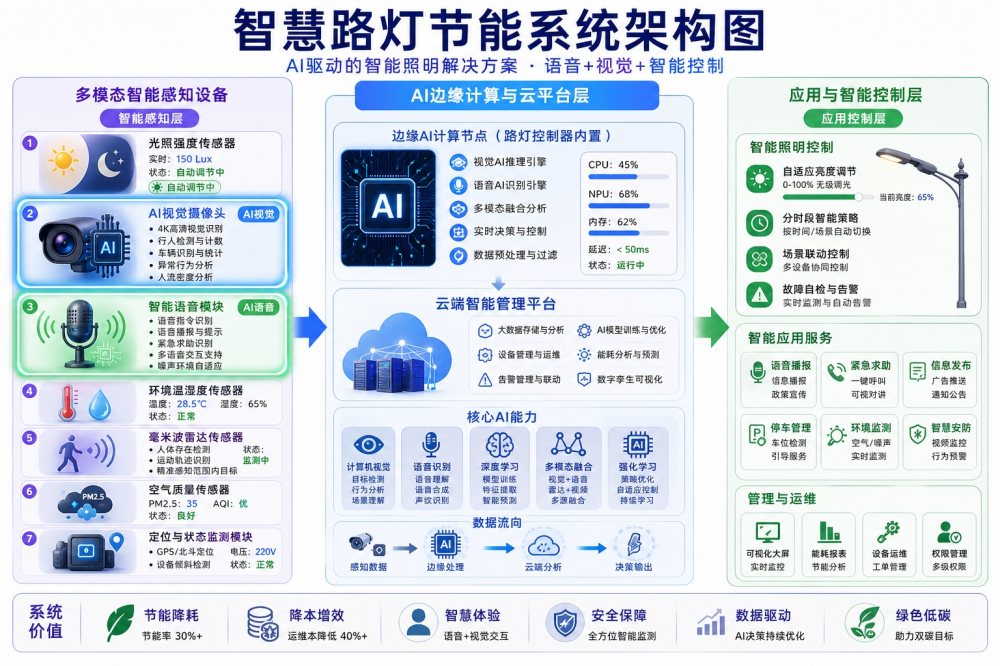 智慧路灯节能系统架构图
AI驱动的智能照明解决方案 · 语音+视觉+智能控制
多模态智能感知设备
智能感知层
1
光照强度传感器
实时：150 Lux
状态：自动调节中
自动调节中
2
AI视觉摄像头
AI视觉
AI
• 4K高清视觉识别
• 行人检测与计数
• 车辆识别与统计
• 异常行为分析
• 人流密度分析
3
智能语音模块
AI语音
• 语音指令识别
• 语音播报与提示
• 紧急求助识别
• 多语音交互支持
• 噪声环境自适应
4
环境温湿度传感器
温度：28.5℃ 湿度：65%
状态：正常
5
毫米波雷达传感器
• 人体存在检测 状态：
• 运动轨迹识别 监测中
• 精准感知范围内目标
6
PM2.5
空气质量传感器
PM2.5：35 AQI：优
状态：良好
7
定位与状态监测模块
• GPS/北斗定位 电压：220V
• 设备倾斜检测 状态：正常
AI边缘计算与云平台层
边缘AI计算节点（路灯控制器内置）
AI
视觉AI推理引擎
语音AI识别引擎
多模态融合分析
实时决策与控制
数据预处理与过滤
CPU：45%
NPU：68%
内存：62%
延迟：< 50ms
状态：运行中
云端智能管理平台
大数据存储与分析
AI模型训练与优化
设备管理与运维
能耗分析与预测
告警管理与联动
数字孪生可视化
核心AI能力
计算机视觉
目标检测
行为分析
场景理解
语音识别
语音理解
语音合成
声纹识别
深度学习
模型训练
特征提取
智能预测
多模态融合
视觉+语音
雷达+视频
多源融合
AI
强化学习
策略优化
自适应控制
持续学习
数据流向
感知数据
AI
边缘处理
云端分析
决策输出
应用与智能控制层
应用控制层
智能照明控制
自适应亮度调节
0-100% 无级调光
当前亮度：65%
分时段智能策略
按时间/场景自动切换
场景联动控制
多设备协同控制
故障自检与告警
实时监测与自动告警
智能应用服务
语音播报
信息播报
政策宣传
紧急求助
一键呼叫
可视对讲
信息发布
广告推送
通知公告
P
停车管理
车位检测
引导服务
环境监测
空气/噪声
实时监测
智慧安防
视频监控
行为预警
管理与运维
可视化大屏
实时监控
能耗报表
节能分析
设备运维
工单管理
权限管理
多级权限
系统
价值
节能降耗
节能率 30%+
降本增效
运维本降低 40%+
智慧体验
语音+视觉交互
安全保障
全方位智能监测
数据驱动
AI决策持续优化
绿色低碳
助力双碳目标